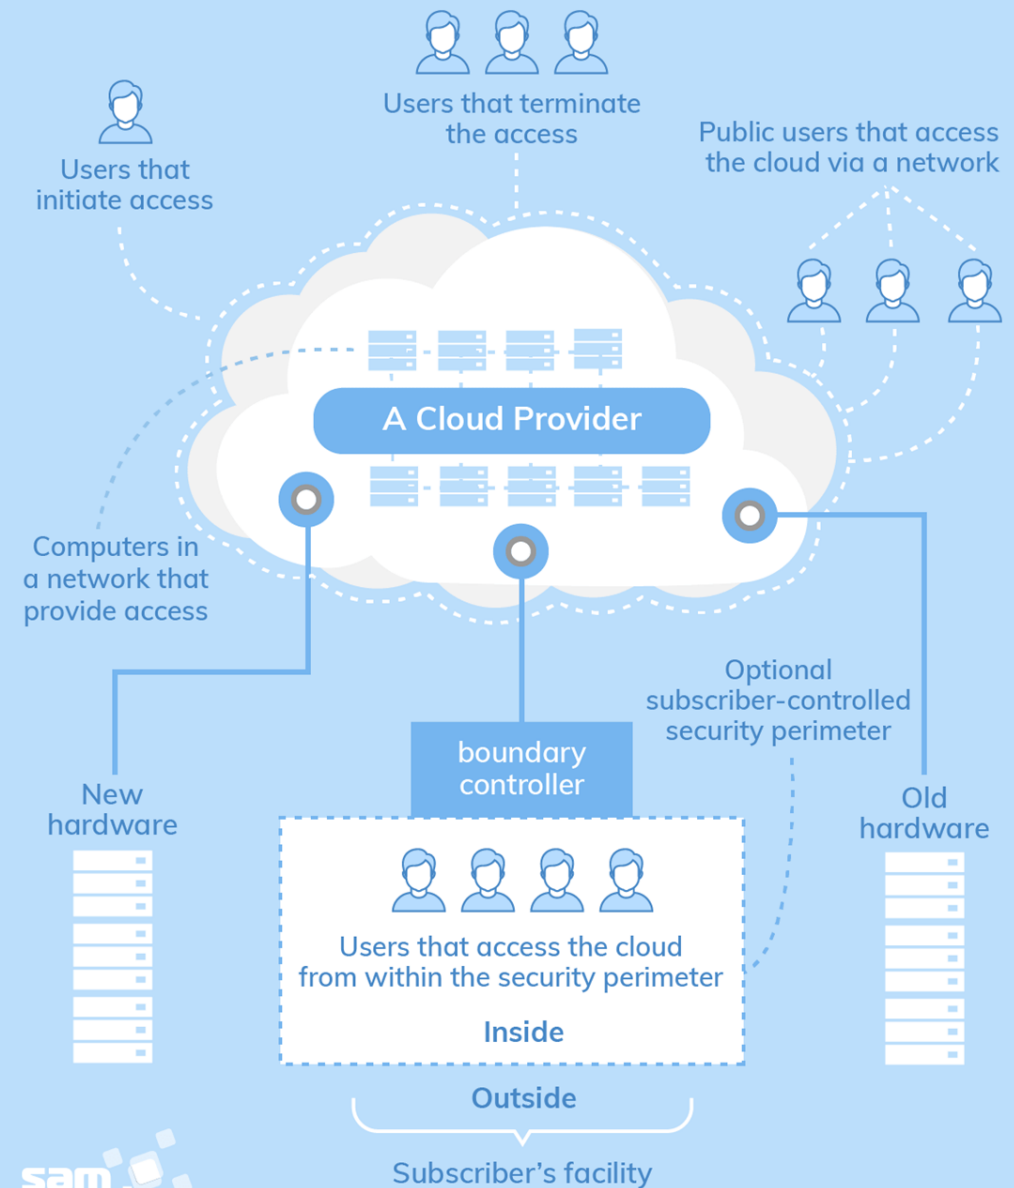 Users that terminate
the access
Users that
initiate access
Public users that access
the cloud via a network
A Cloud Provider
Computers in
a network that
provide access
Optional
subscriber-controlled
security perimeter
boundary
controller
New
hardware
Old
hardware
Users that access the cloud
from within the security perimeter
Inside
Outside
Subscriber's facility
sam